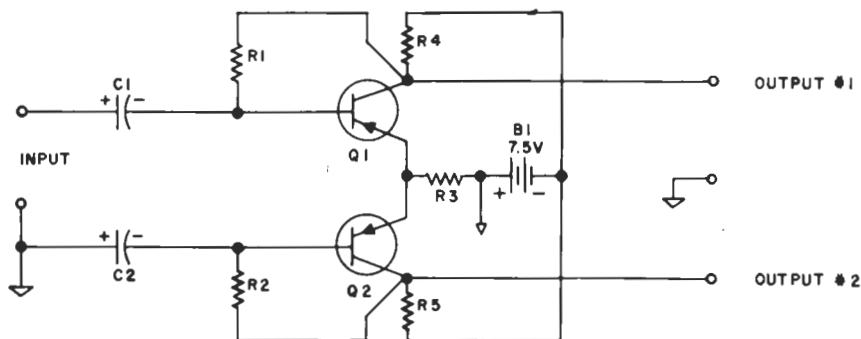 R1
R4
C1
+ -
OUTPUT #1
Q1
B1
7.5V
INPUT
R3
+ -
+ -
C2
R2
Q2
R5
OUTPUT #2